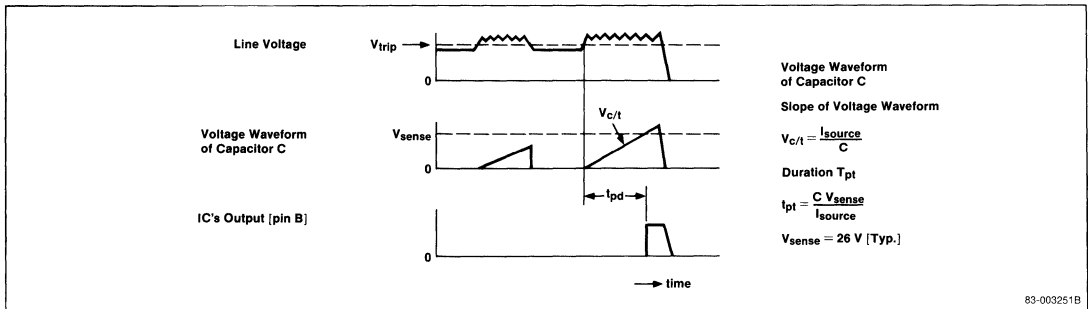 Line Voltage
Vtrip
0
Voltage Waveform
of Capacitor C
Vsense
Vc/t
0
tpd
IC's Output [pin B]
0
time
Voltage Waveform
of Capacitor C
Slope of Voltage Waveform
Vc/t = Isource
C
Duration Tpt
tpt = C Vsense
Isource
Vsense = 26 V [Typ.]
83-003251B